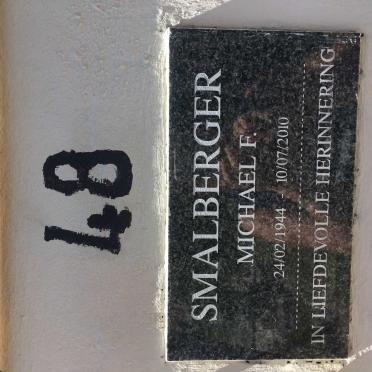 48
SMALBERGER
MICHAEL F.
24/02/1944 - 10/07/2010
IN LIEFDEVOLLE HERINNERING